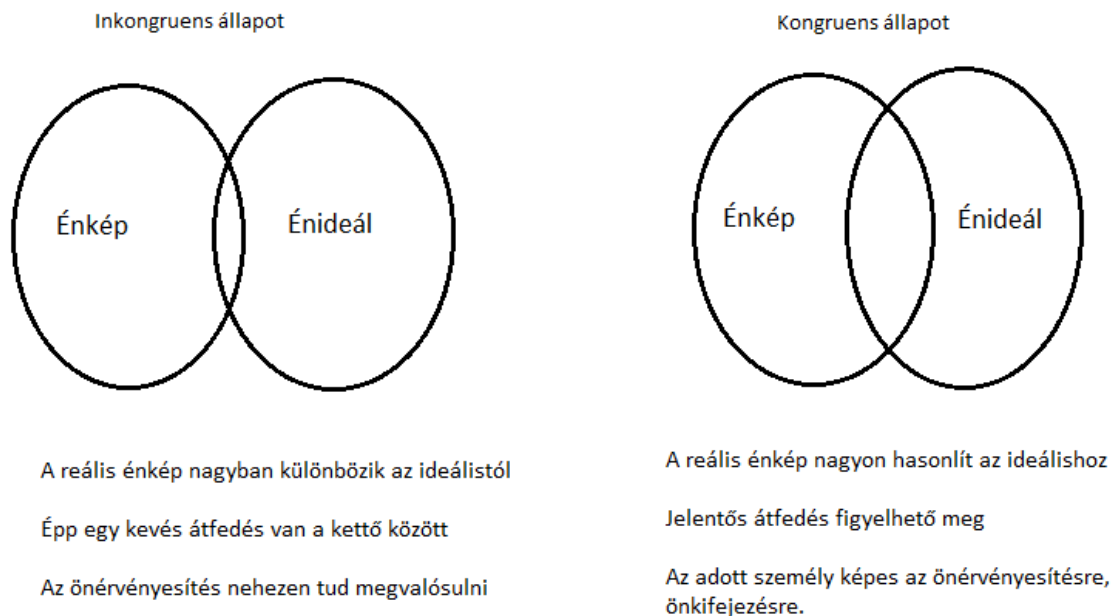 Inkongruens állapot
Énkép
Énideál
A reális énkép nagyban különbözik az ideálistól
Épp egy kevés átfedés van a kettő között
Az önérvényesítés nehezen tud megvalósulni
Kongruens állapot
Énkép
Énideál
A reális énkép nagyon hasonlít az ideálishoz
Jelentős átfedés figyelhető meg
Az adott személy képes az önérvényesítésre,
önkifejezésre.